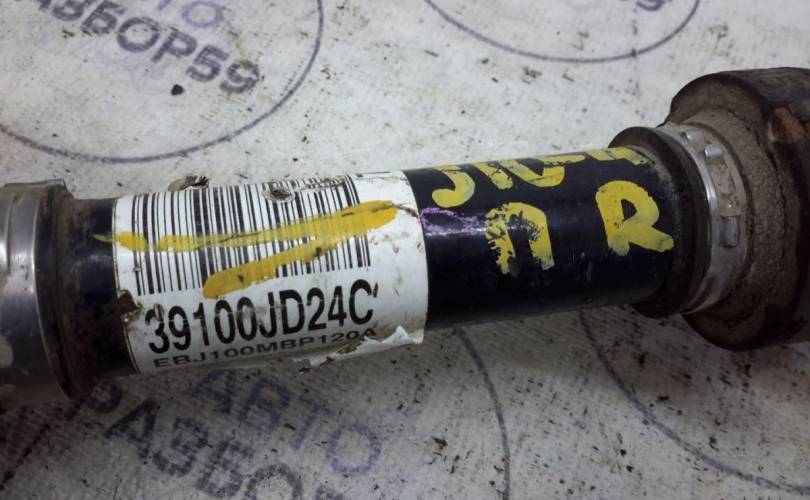 АВТО
РАЗБОР59
39100JD24C
EBJ100MBP120A
П R
АВТО
РАЗБОР